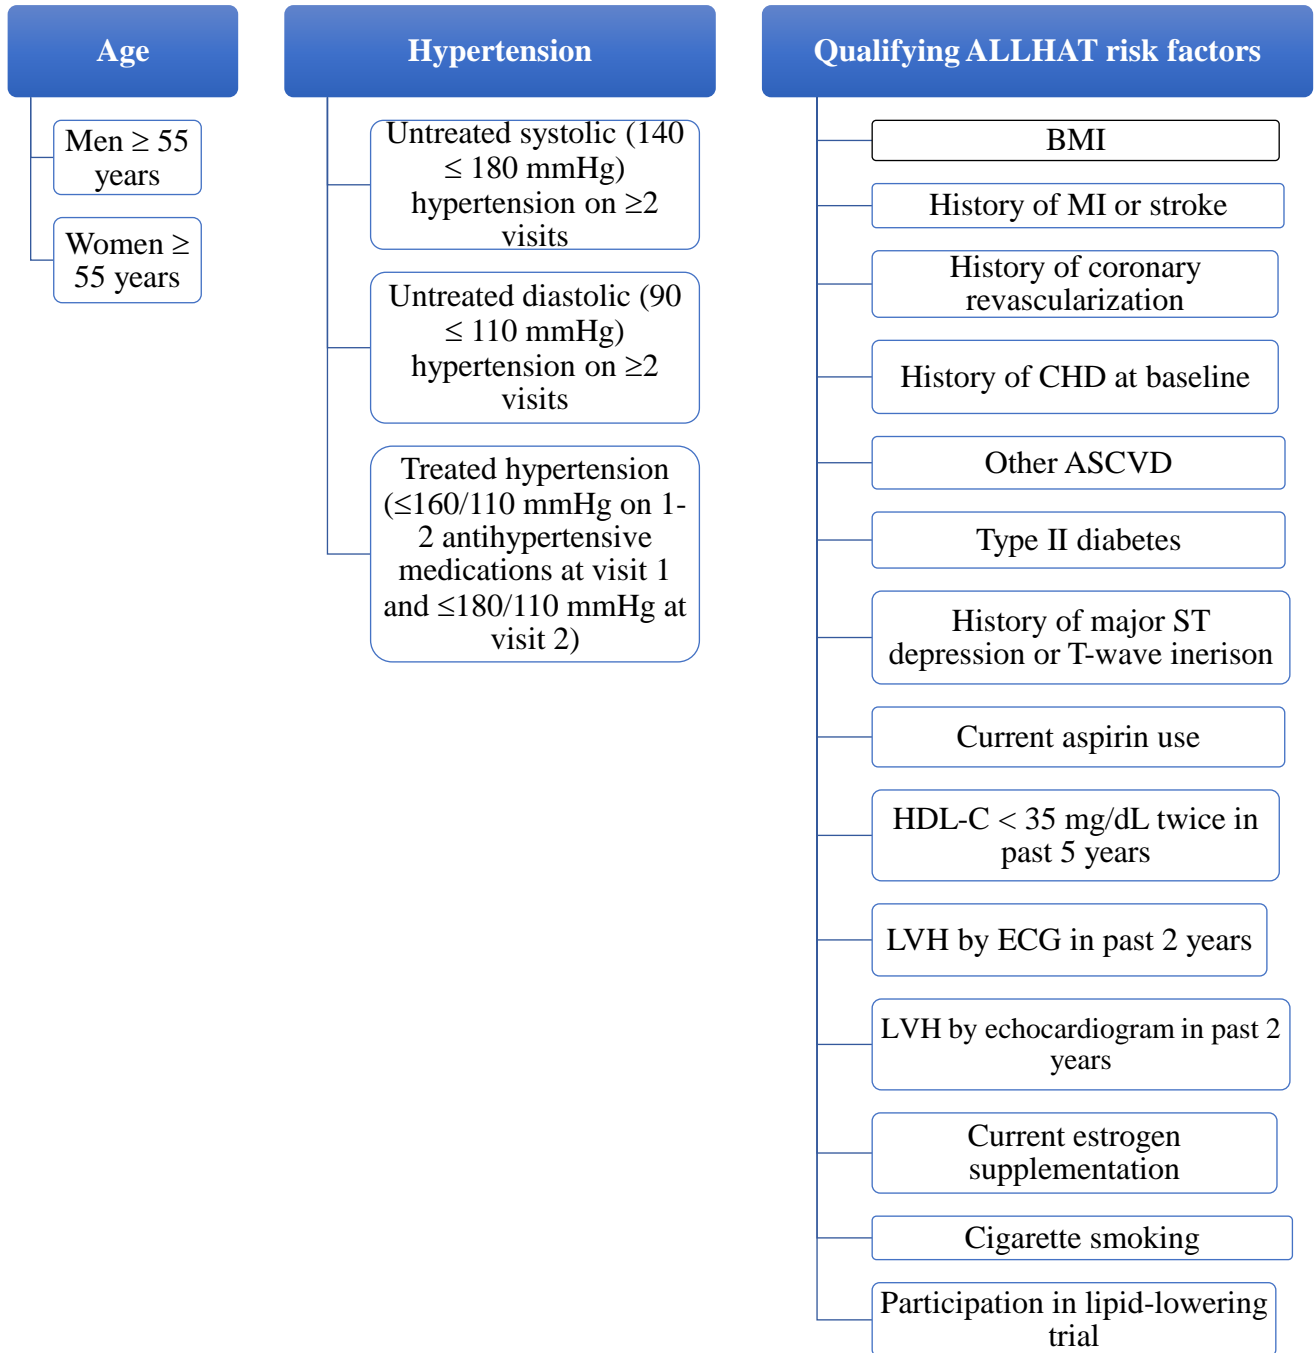 Age
Men ≥ 55
years
Women ≥
55 years
Hypertension
Untreated systolic (140
≤ 180 mmHg)
hypertension on ≥2
visits
Untreated diastolic (90
≤ 110 mmHg)
hypertension on ≥2
visits
Treated hypertension
(≤160/110 mmHg on 1-
2 antihypertensive
medications at visit 1
and ≤180/110 mmHg at
visit 2)
Qualifying ALLHAT risk factors
BMI
History of MI or stroke
History of coronary
revascularization
History of CHD at baseline
Other ASCVD
Type II diabetes
History of major ST
depression or T-wave inerison
Current aspirin use
HDL-C < 35 mg/dL twice in
past 5 years
LVH by ECG in past 2 years
LVH by echocardiogram in past 2
years
Current estrogen
supplementation
Cigarette smoking
Participation in lipid-lowering
trial